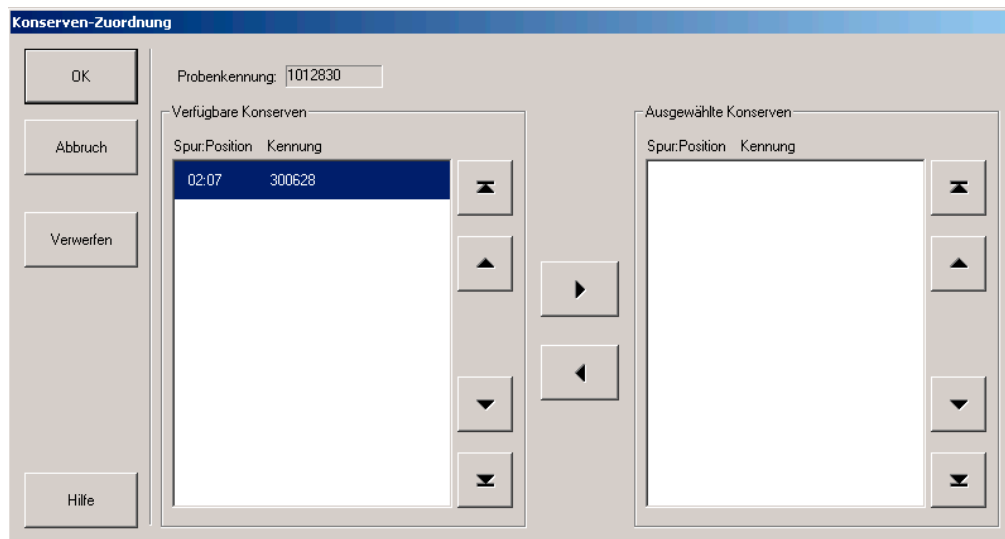 Konserven-Zuordnung
OK
Probenkennung: 1012830
Abbruch
Verwerfen
Hilfe
Verfügbare Konserven
Spur:Position Kennung
02:07 300628
Ausgewählte Konserven
Spur:Position Kennung